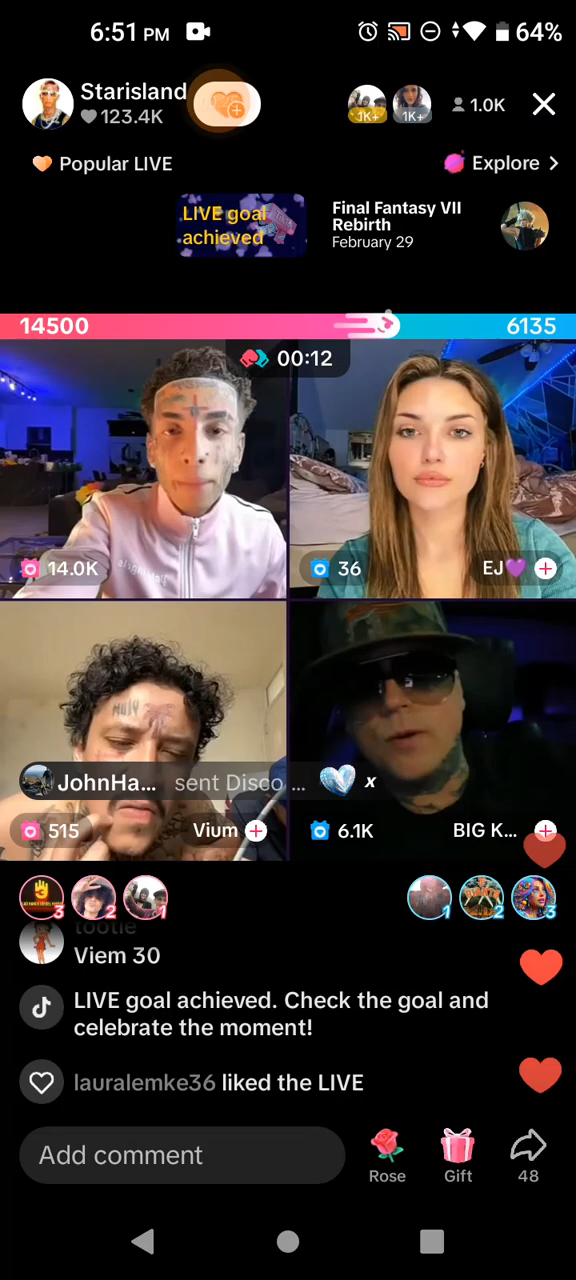 6:51 PM
64%
Starisland
123.4K
1K+
1K+
1.0K
Popular LIVE
Explore
LIVE goal
achieved
Final Fantasy VII
Rebirth
February 29
14500
6135
00:12
14.0K
36
EJ
JohnHa...
sent Disco ...
x
515
Vium
6.1K
BIG K...
3
2
1
1
2
3
tootie
Viem 30
LIVE goal achieved. Check the goal and
celebrate the moment!
lauralemke36 liked the LIVE
Add comment
Rose
Gift
48